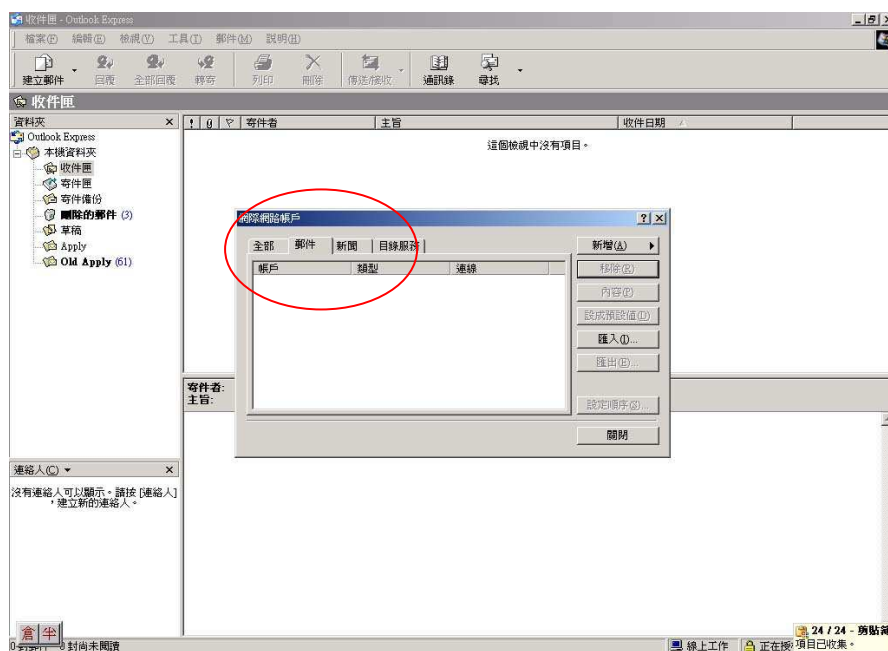 收件匣 - Outlook Express
檔案(F) 編輯(E) 檢視(V) 工具(T) 郵件(M) 說明(H)
建立郵件 回覆 全部回覆 轉寄 列印 刪除 傳送/接收 通訊錄 尋找
收件匣
資料夾
! 寄件者 主旨 收件日期
Outlook Express
本機資料夾
收件匣
寄件匣
寄件備份
刪除的郵件 (3)
草稿
Apply
Old Apply (61)
這個檢視中沒有項目。
網際網路帳戶
全部 郵件 新聞 目錄服務
帳戶 類型 連線
新增(A)
移除(R)
內容(P)
設成預設值(D)
匯入(I)...
匯出(E)...
設定順序(S)...
關閉
寄件者:
主旨:
連絡人(C)
沒有連絡人可以顯示。請按 [連絡人]
，建立新的連絡人。
倉 半
0 封郵件，0 封尚未閱讀
線上工作
正在授
24 / 24 - 剪貼簿
項目已收集。